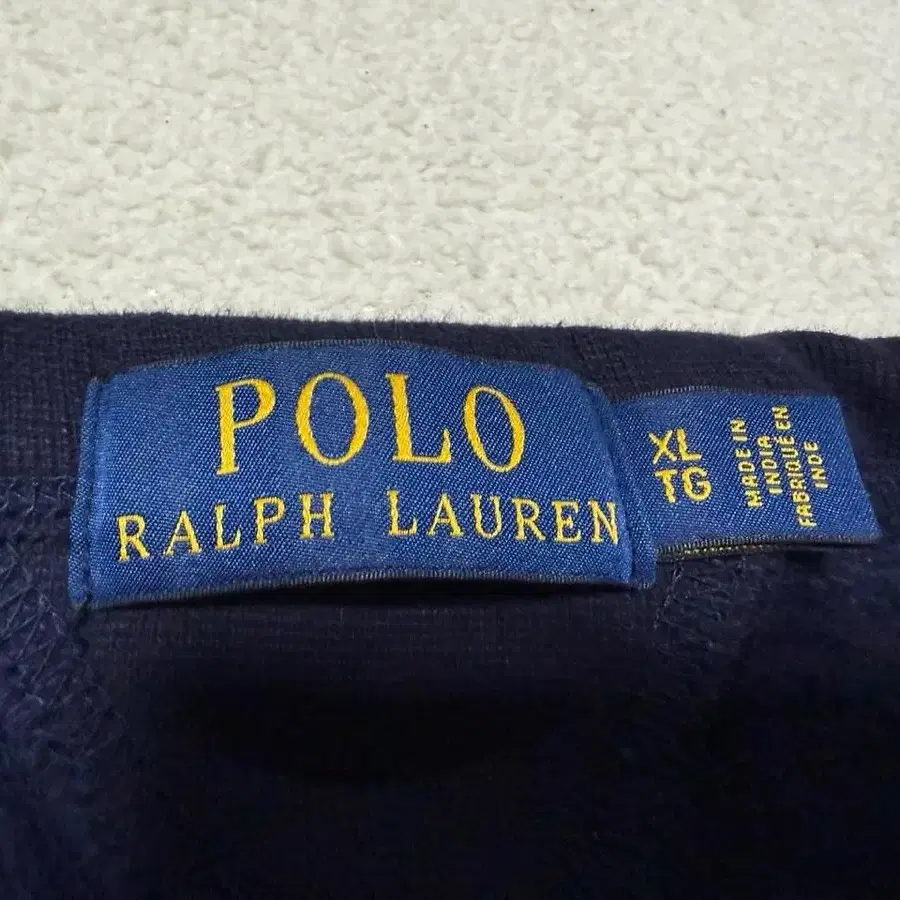 POLO
RALPH LAUREN
XL
TG
MADE IN
INDIA
FABRIQUÉ EN
INDE